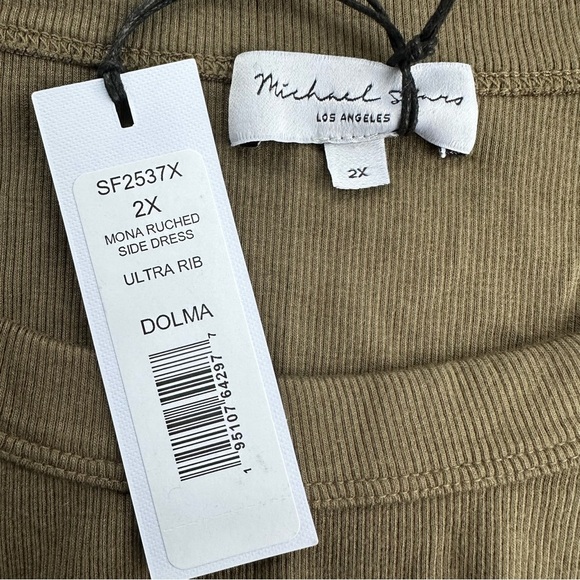 Michael Stars
LOS ANGELES
2X
SF2537X
2X
MONA RUCHED
SIDE DRESS
ULTRA RIB
DOLMA
1 95107 64297 7